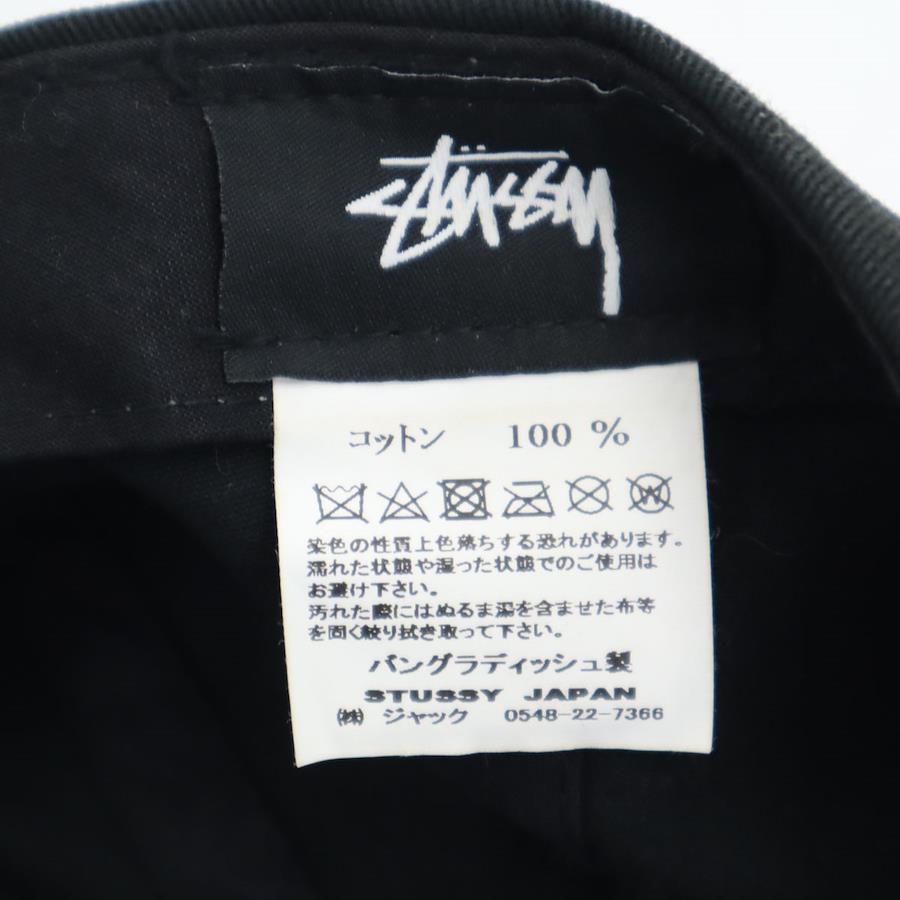 Stüssy
コットン 100 %
染色の性質上色落ちする恐れがあります。
濡れた状態や湿った状態でのご使用は
お避け下さい。
汚れた際にはぬるま湯を含ませた布等
を固く絞り拭き取って下さい。
バングラディッシュ製
STUSSY JAPAN
㈱ ジャック 0548-22-7366